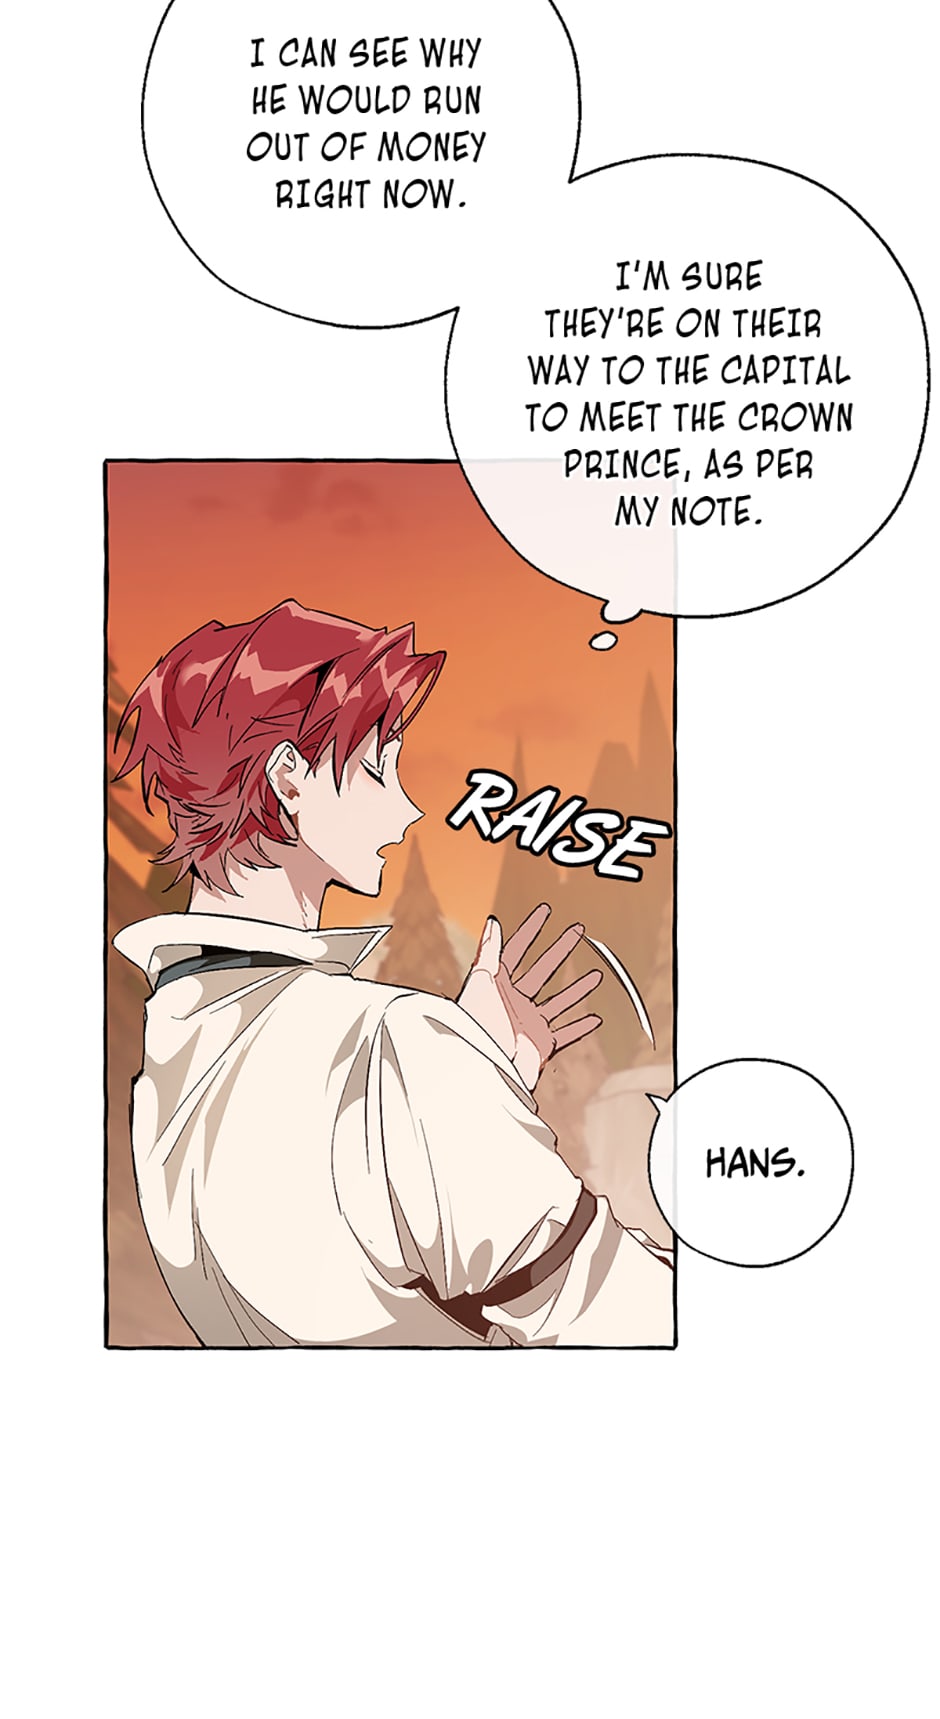 I CAN SEE WHY
HE WOULD RUN
OUT OF MONEY
RIGHT NOW.
I'M SURE
THEY'RE ON THEIR
WAY TO THE CAPITAL
TO MEET THE CROWN
PRINCE, AS PER
MY NOTE.
RAISE
HANS.